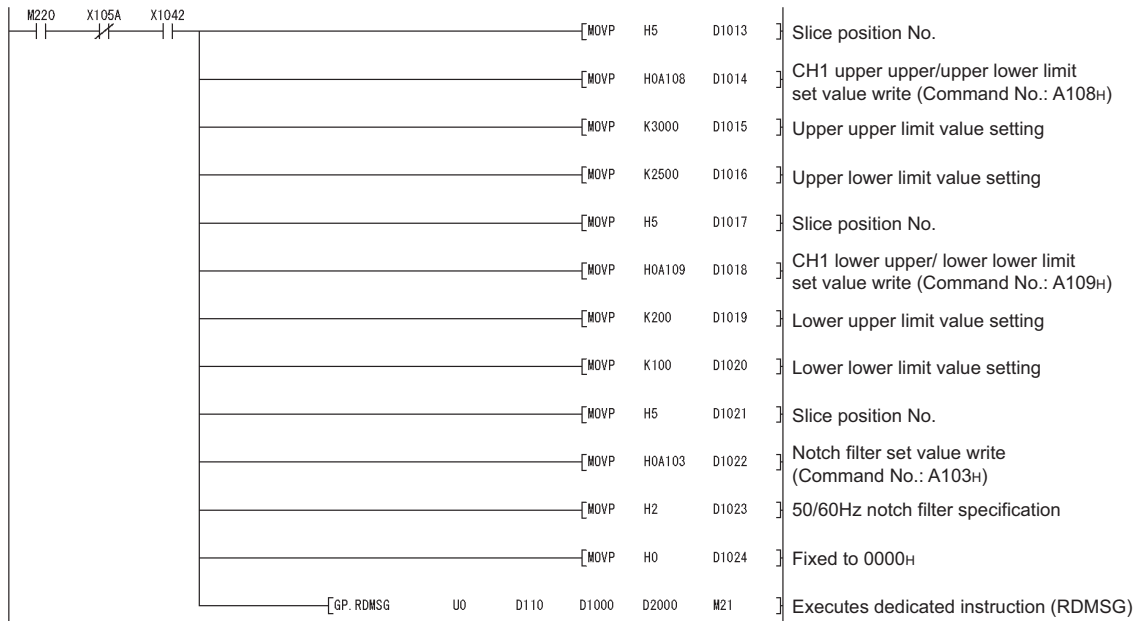 M220 X105A X1042
MOVP H5 D1013 Slice position No.
MOVP H0A108 D1014 CH1 upper upper/upper lower limit
set value write (Command No.: A108H)
MOVP K3000 D1015 Upper upper limit value setting
MOVP K2500 D1016 Upper lower limit value setting
MOVP H5 D1017 Slice position No.
MOVP H0A109 D1018 CH1 lower upper/ lower lower limit
set value write (Command No.: A109H)
MOVP K200 D1019 Lower upper limit value setting
MOVP K100 D1020 Lower lower limit value setting
MOVP H5 D1021 Slice position No.
MOVP H0A103 D1022 Notch filter set value write
(Command No.: A103H)
MOVP H2 D1023 50/60Hz notch filter specification
MOVP H0 D1024 Fixed to 0000H
GP.RDMSG U0 D110 D1000 D2000 M21 Executes dedicated instruction (RDMSG)